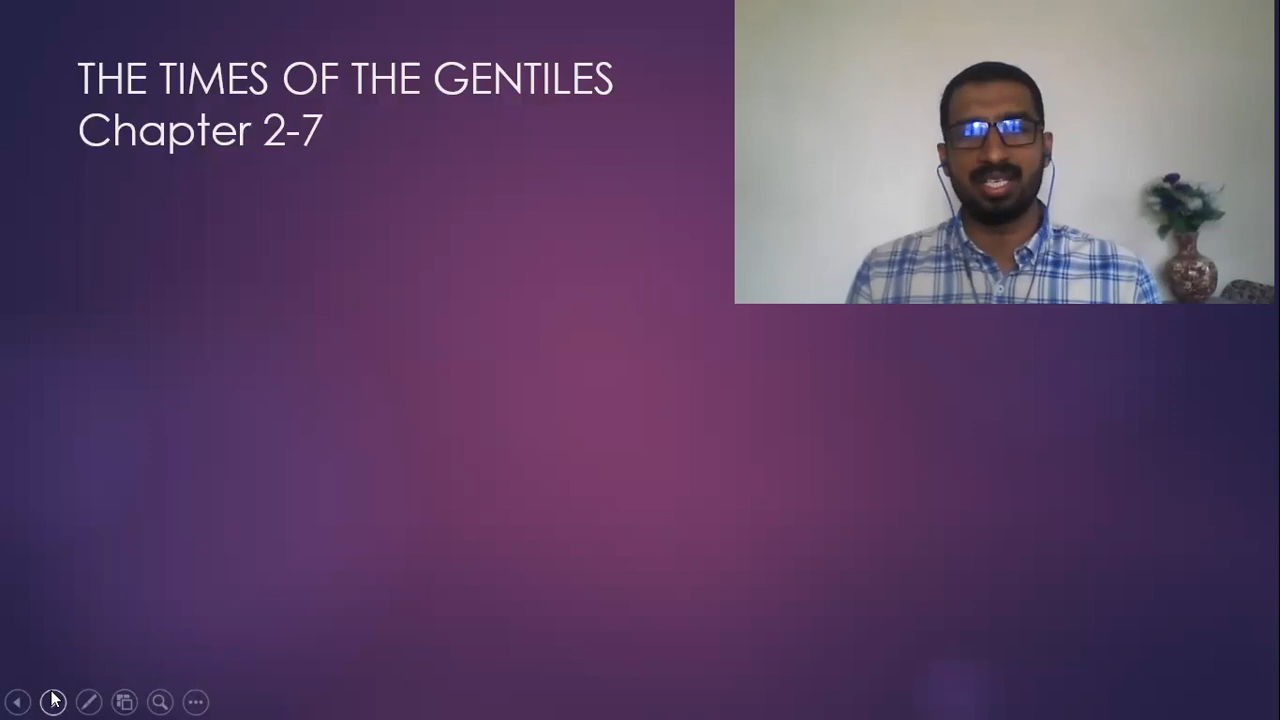 THE TIMES OF THE GENTILES
Chapter 2-7